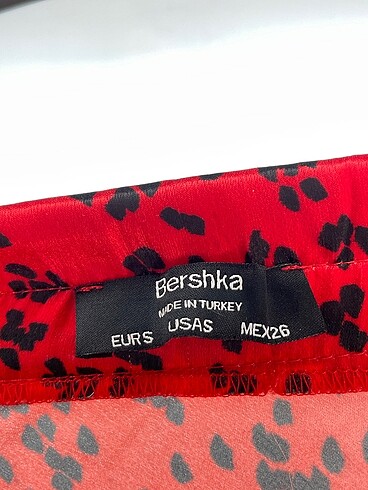 Bershka
MADE IN TURKEY
EUR S USA S MEX 26